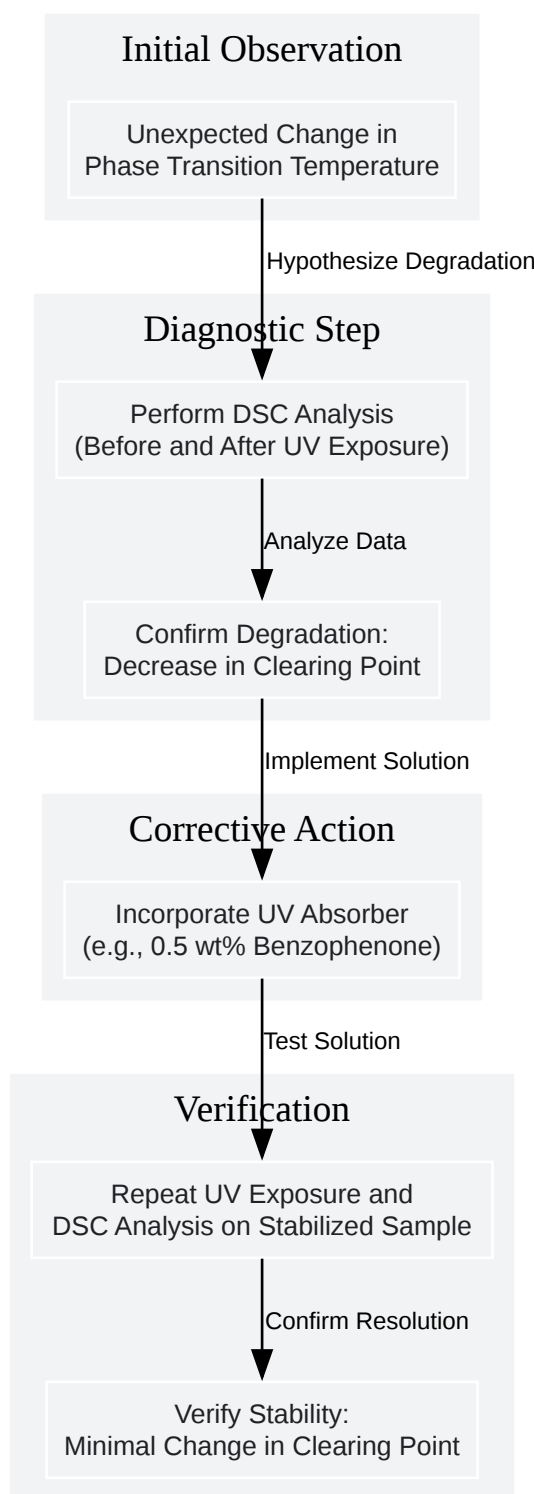 Initial Observation
Unexpected Change in
Phase Transition Temperature
Hypothesize Degradation
Diagnostic Step
Perform DSC Analysis
(Before and After UV Exposure)
Analyze Data
Confirm Degradation:
Decrease in Clearing Point
Implement Solution
Corrective Action
Incorporate UV Absorber
(e.g., 0.5 wt% Benzophenone)
Test Solution
Verification
Repeat UV Exposure and
DSC Analysis on Stabilized Sample
Confirm Resolution
Verify Stability:
Minimal Change in Clearing Point